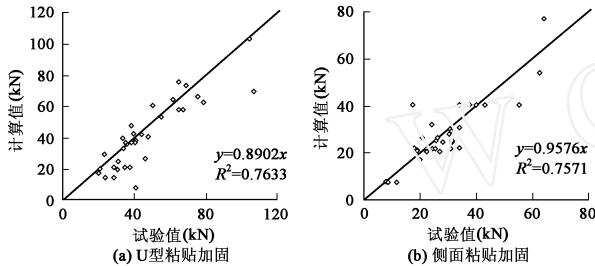 120
100
80
60
40
20
0
计算值(kN)
y=0.8902x
R²=0.7633
0 40 80 120
试验值(kN)
(a) U型粘贴加固
80
60
40
20
0
计算值(kN)
y=0.9576x
R²=0.7571
0 20 40 60 80
试验值(kN)
(b) 侧面粘贴加固